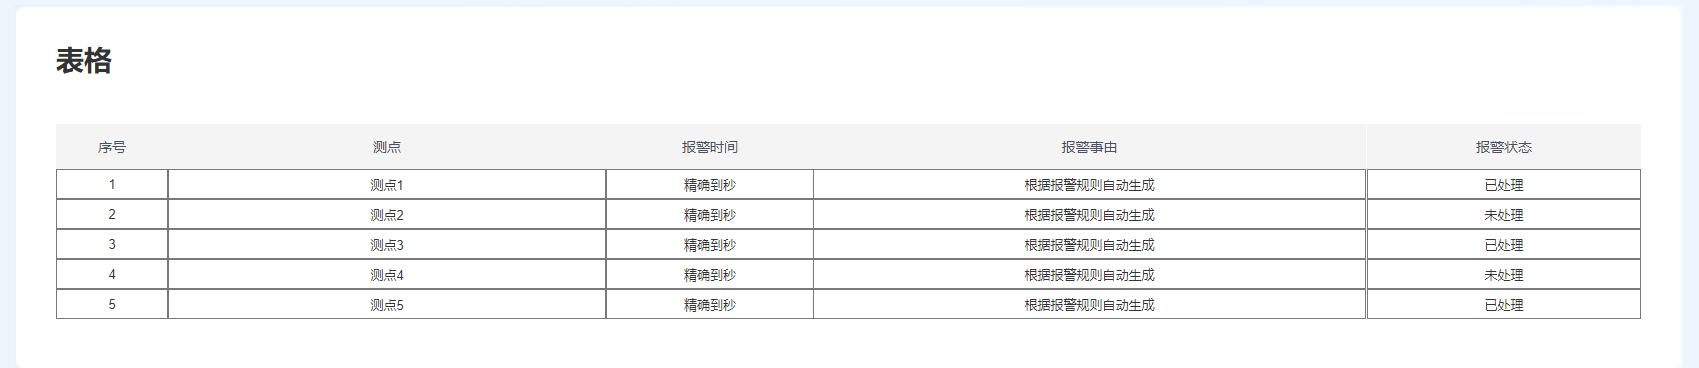 表格
序号 测点 报警时间 报警事由 报警状态
1 测点1 精确到秒 根据报警规则自动生成 已处理
2 测点2 精确到秒 根据报警规则自动生成 未处理
3 测点3 精确到秒 根据报警规则自动生成 已处理
4 测点4 精确到秒 根据报警规则自动生成 未处理
5 测点5 精确到秒 根据报警规则自动生成 已处理